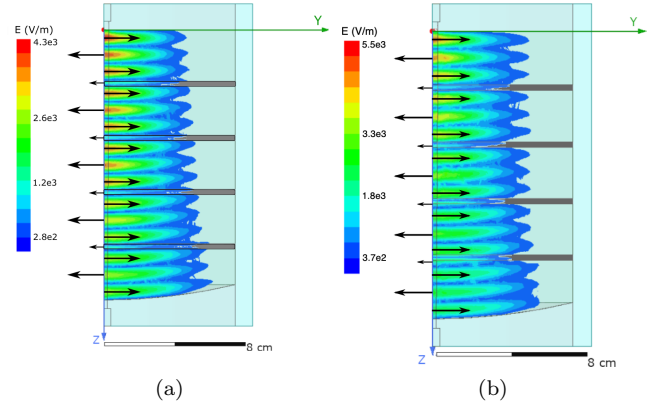 E (V/m)
4.3e3
2.6e3
1.2e3
2.8e2
Y
Z
8 cm
(a)
E (V/m)
5.5e3
3.3e3
1.8e3
3.7e2
Y
Z
8 cm
(b)